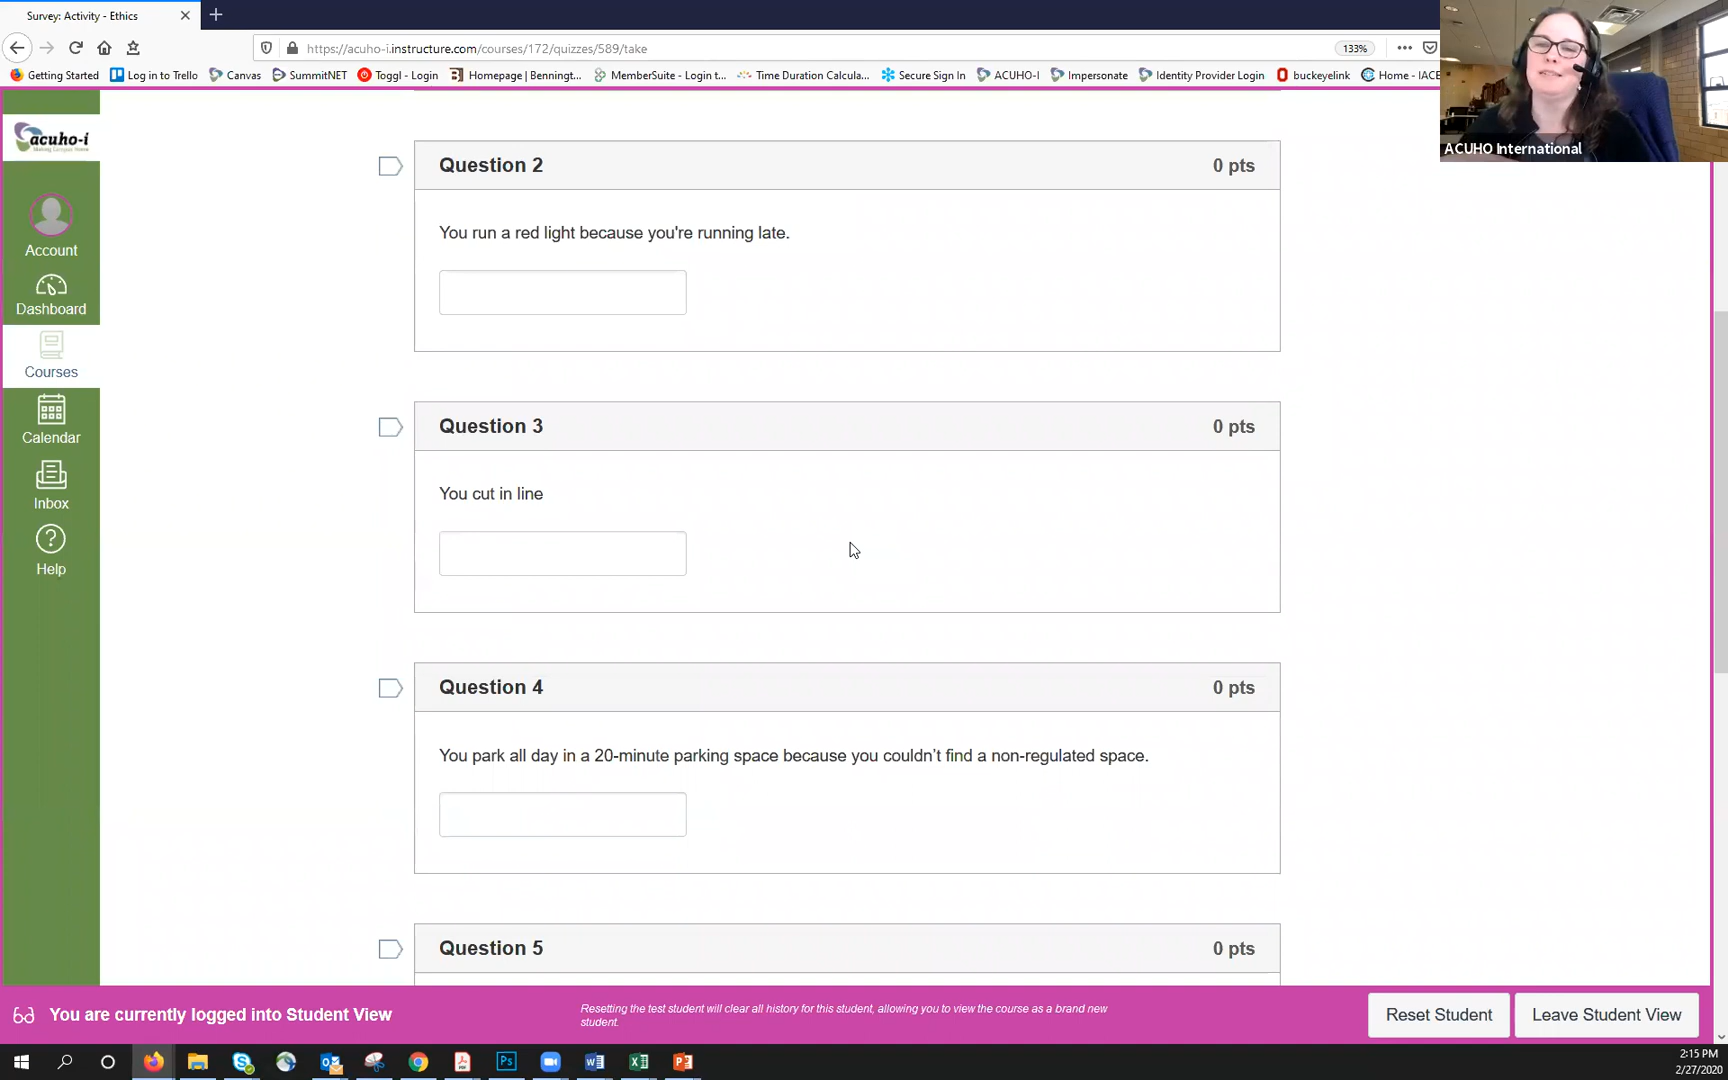 Survey: Activity - Ethics
https://acuho-i.instructure.com/courses/172/quizzes/589/take
133%
Getting Started
Log in to Trello
Canvas
SummitNET
Toggl - Login
Homepage | Benningt...
MemberSuite - Login t...
Time Duration Calcula...
Secure Sign In
ACUHO-I
Impersonate
Identity Provider Login
buckeyelink
Home - IACE
ACUHO International
acuho-i
Account
Dashboard
Courses
Calendar
Inbox
Help
Question 2
0 pts
You run a red light because you're running late.
Question 3
0 pts
You cut in line
Question 4
0 pts
You park all day in a 20-minute parking space because you couldn't find a non-regulated space.
Question 5
0 pts
You are currently logged into Student View
Resetting the test student will clear all history for this student, allowing you to view the course as a brand new
student.
Reset Student
Leave Student View
2:15 PM
2/27/2020